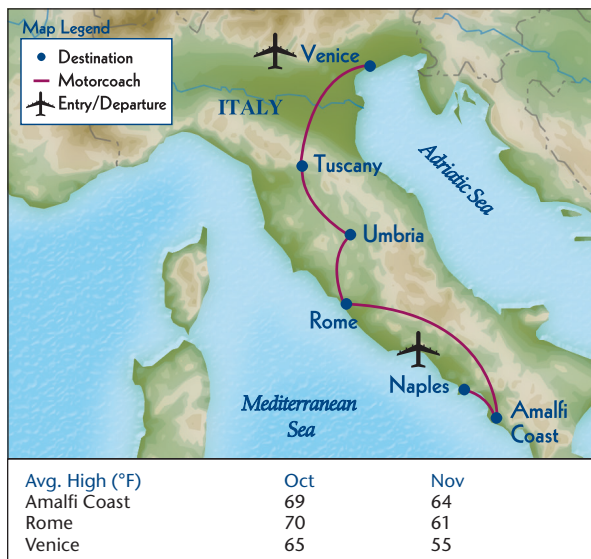 Map Legend
Destination
Motorcoach
Entry/Departure
Venice
ITALY
Tuscany
Adriatic Sea
Umbria
Rome
Naples
Mediterranean
Sea
Amalfi
Coast
Avg. High (°F) Oct Nov
Amalfi Coast 69 64
Rome 70 61
Venice 65 55